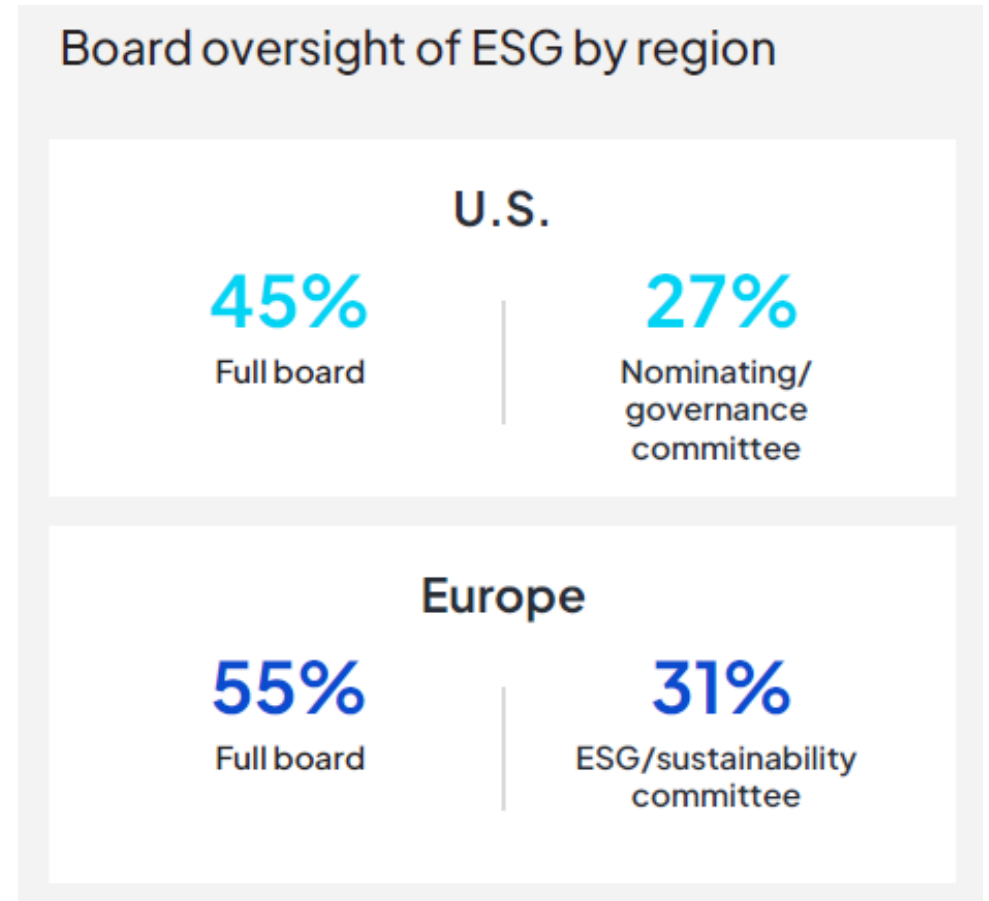 Board oversight of ESG by region
U.S.
45%
Full board
27%
Nominating/
governance
committee
Europe
55%
Full board
31%
ESG/sustainability
committee